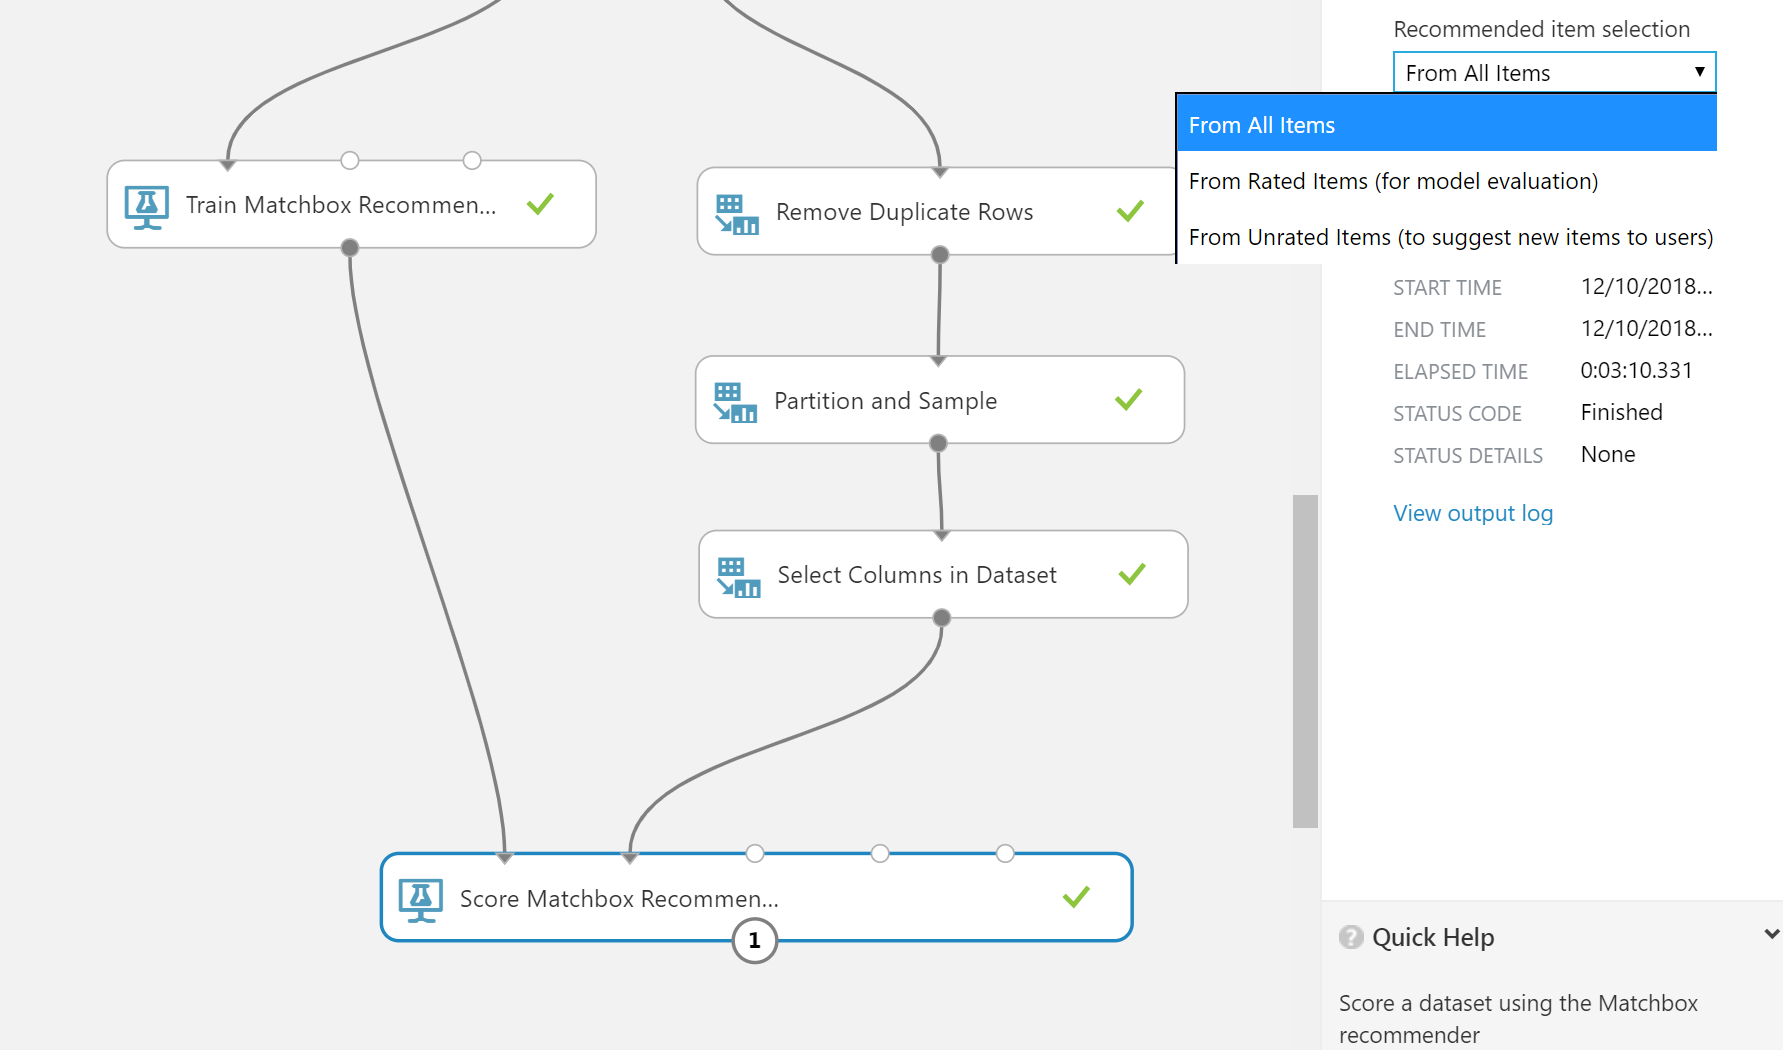 Recommended item selection
From All Items
From All Items
From Rated Items (for model evaluation)
From Unrated Items (to suggest new items to users)
Train Matchbox Recommen...
Remove Duplicate Rows
START TIME 12/10/2018...
END TIME 12/10/2018...
ELAPSED TIME 0:03:10.331
STATUS CODE Finished
STATUS DETAILS None
View output log
Partition and Sample
Select Columns in Dataset
Score Matchbox Recommen...
1
? Quick Help
Score a dataset using the Matchbox
recommender